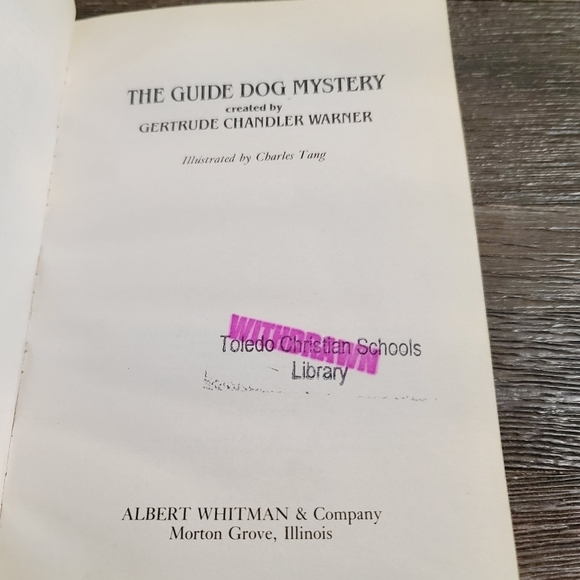 THE GUIDE DOG MYSTERY
created by
GERTRUDE CHANDLER WARNER
Illustrated by Charles Tang
WITHDRAWN
Toledo Christian Schools
Library
ALBERT WHITMAN & Company
Morton Grove, Illinois